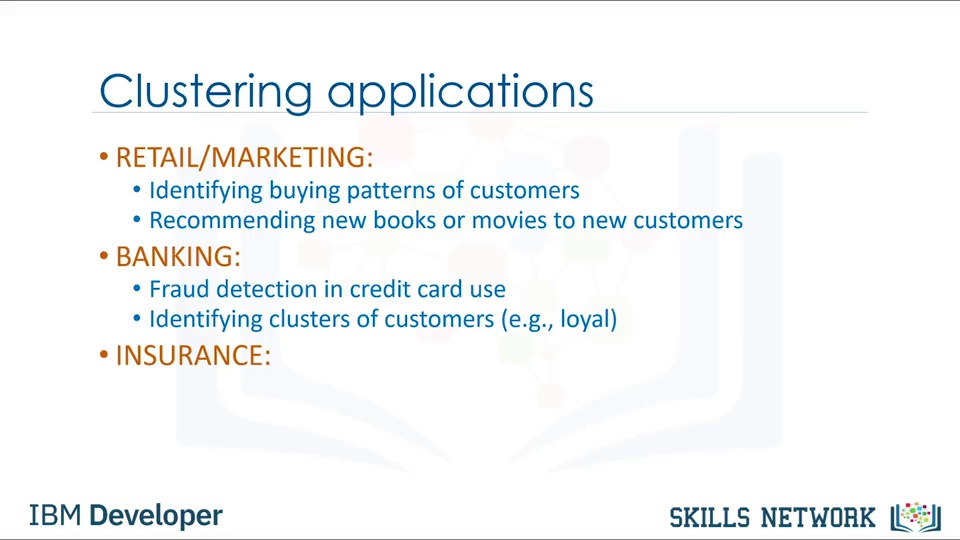 Clustering applications
• RETAIL/MARKETING:
• Identifying buying patterns of customers
• Recommending new books or movies to new customers
• BANKING:
• Fraud detection in credit card use
• Identifying clusters of customers (e.g., loyal)
• INSURANCE:
IBM Developer
SKILLS NETWORK